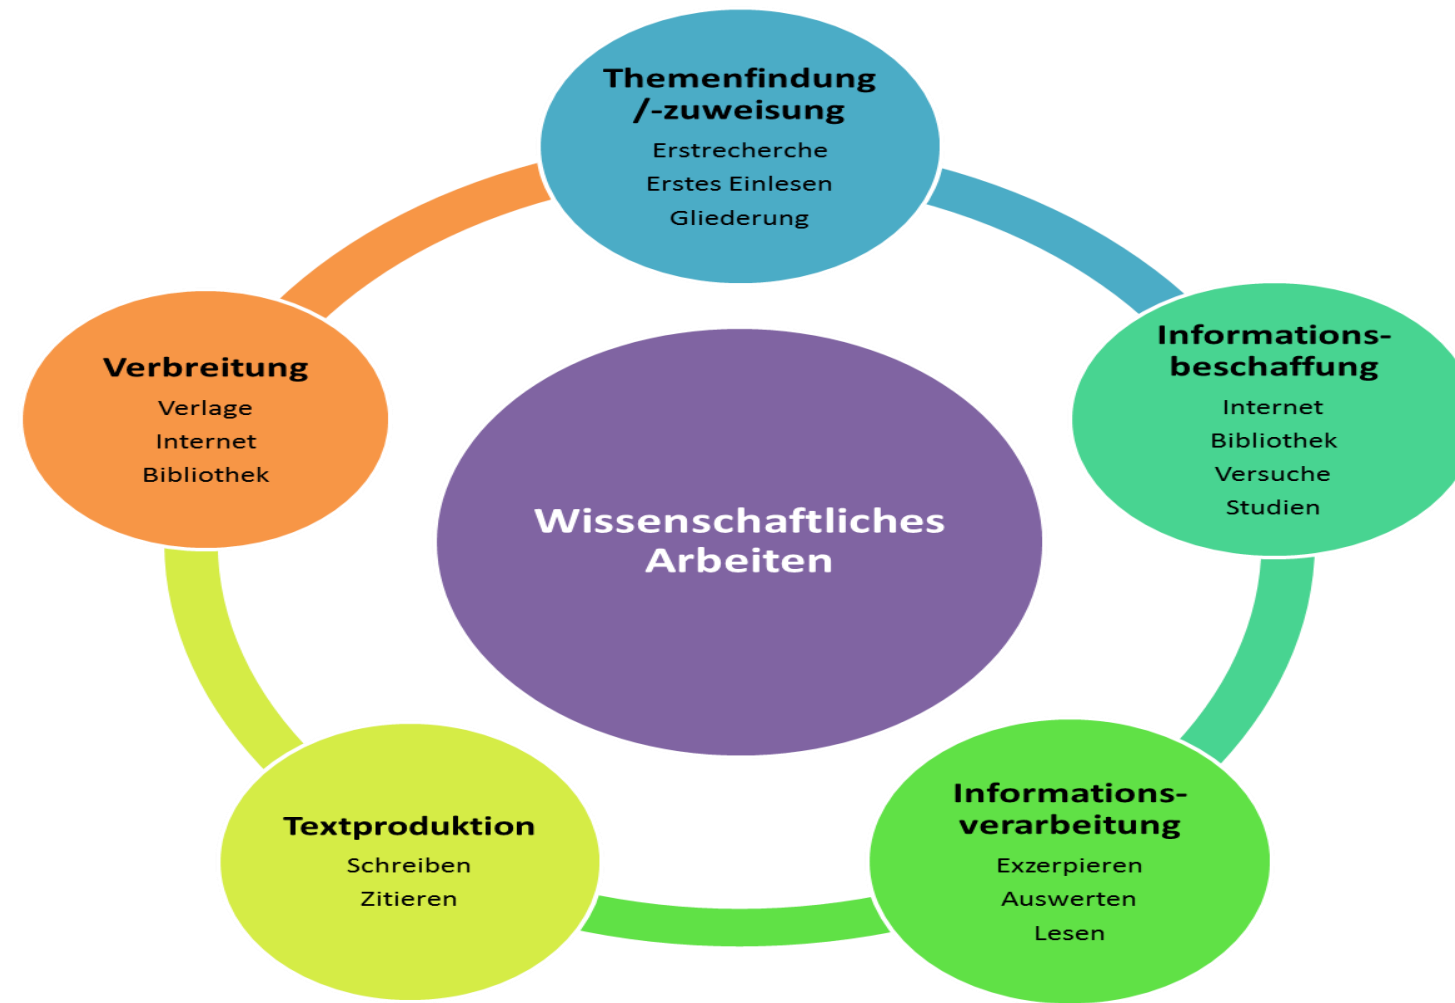 Themenfindung
/-zuweisung
Erstrecherche
Erstes Einlesen
Gliederung
Informations-
beschaffung
Internet
Bibliothek
Versuche
Studien
Informations-
verarbeitung
Exzerpieren
Auswerten
Lesen
Textproduktion
Schreiben
Zitieren
Verbreitung
Verlage
Internet
Bibliothek
Wissenschaftliches
Arbeiten